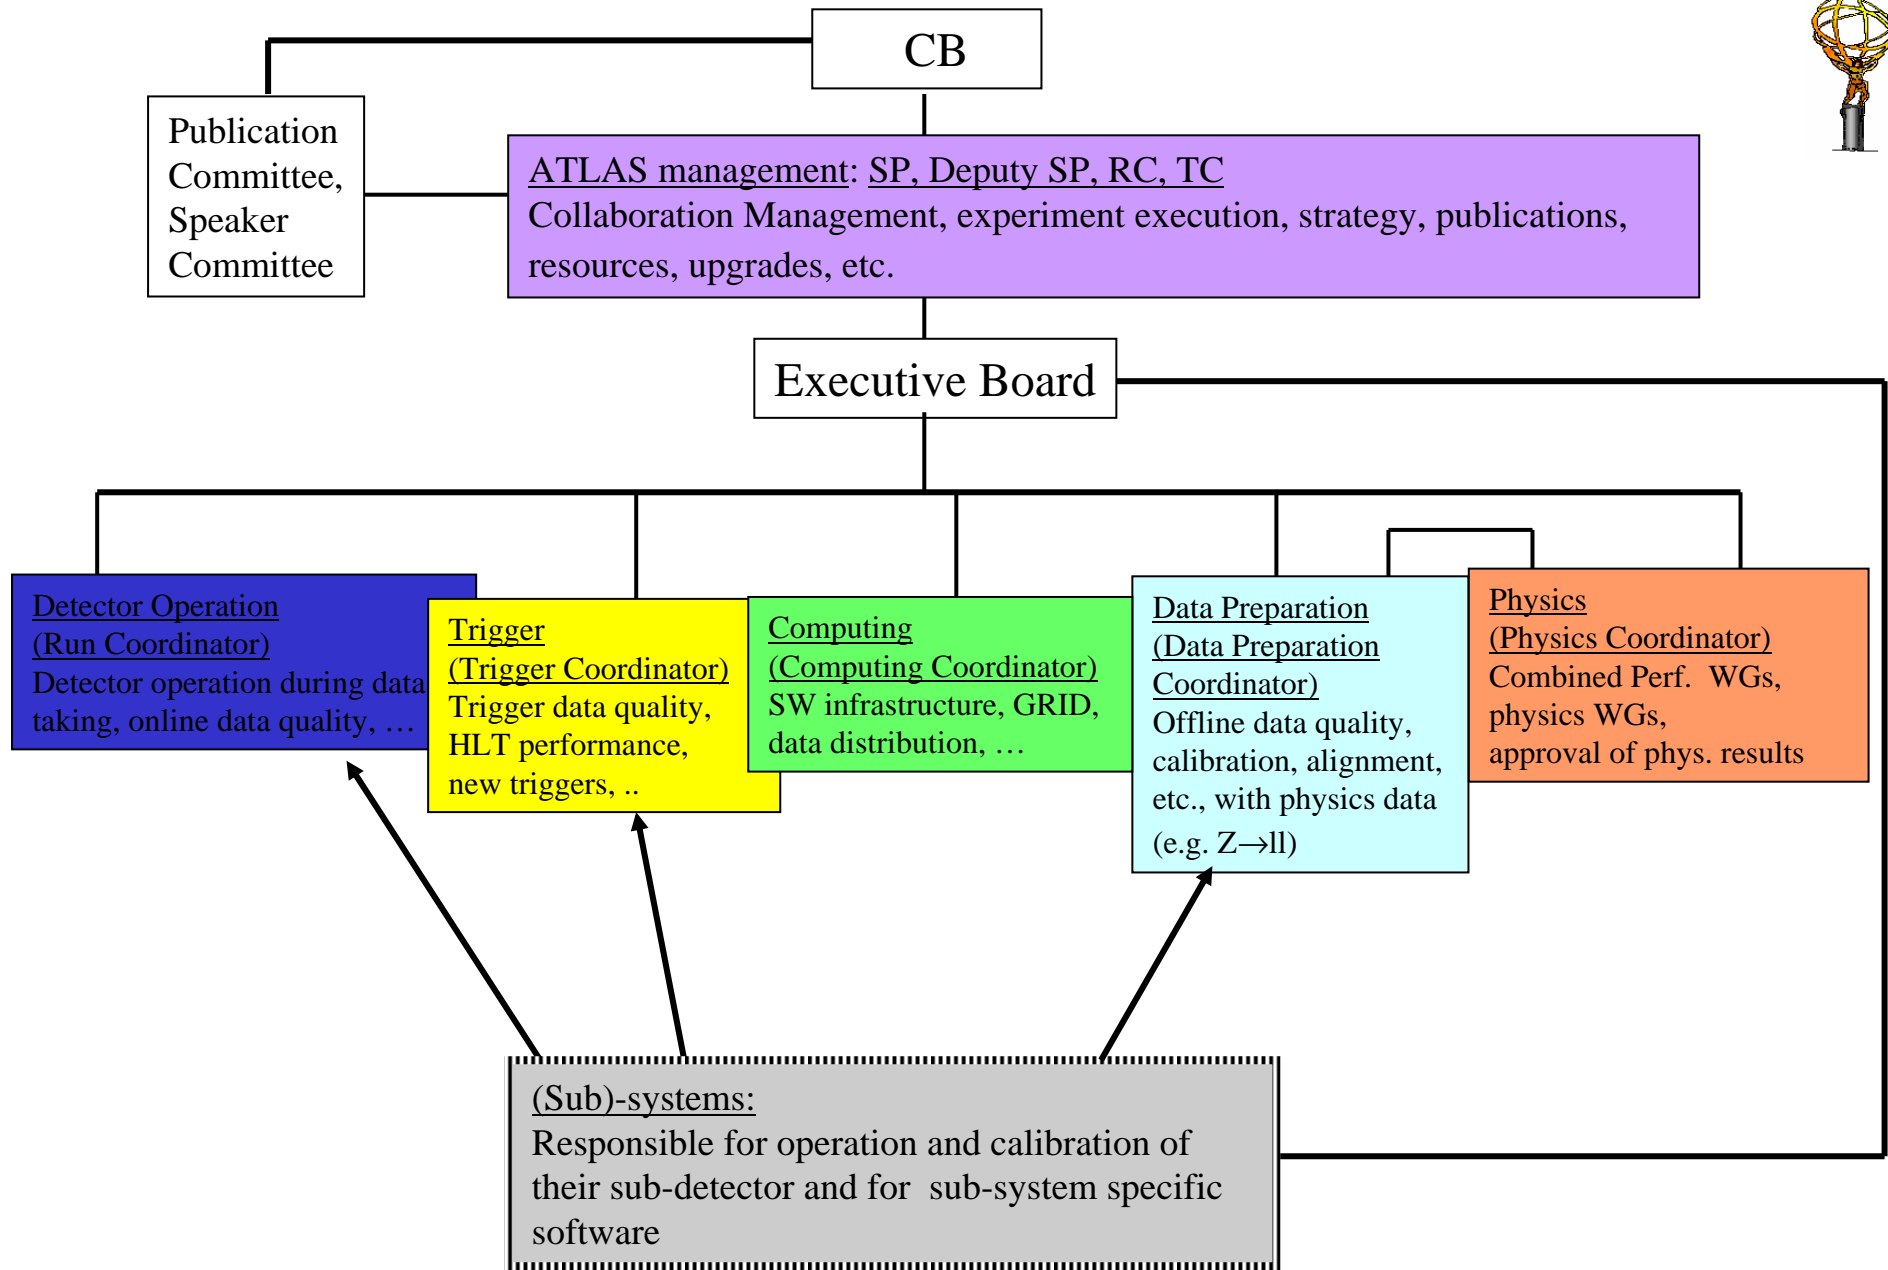 CB
Publication
Committee,
Speaker
Committee
ATLAS management: SP, Deputy SP, RC, TC
Collaboration Management, experiment execution, strategy, publications,
resources, upgrades, etc.
Executive Board
Detector Operation
(Run Coordinator)
Detector operation during data
taking, online data quality, …
Trigger
(Trigger Coordinator)
Trigger data quality,
HLT performance,
new triggers, ..
Computing
(Computing Coordinator)
SW infrastructure, GRID,
data distribution, …
Data Preparation
(Data Preparation
Coordinator)
Offline data quality,
calibration, alignment,
etc., with physics data
(e.g. Z→ll)
Physics
(Physics Coordinator)
Combined Perf. WGs,
physics WGs,
approval of phys. results
(Sub)-systems:
Responsible for operation and calibration of
their sub-detector and for sub-system specific
software